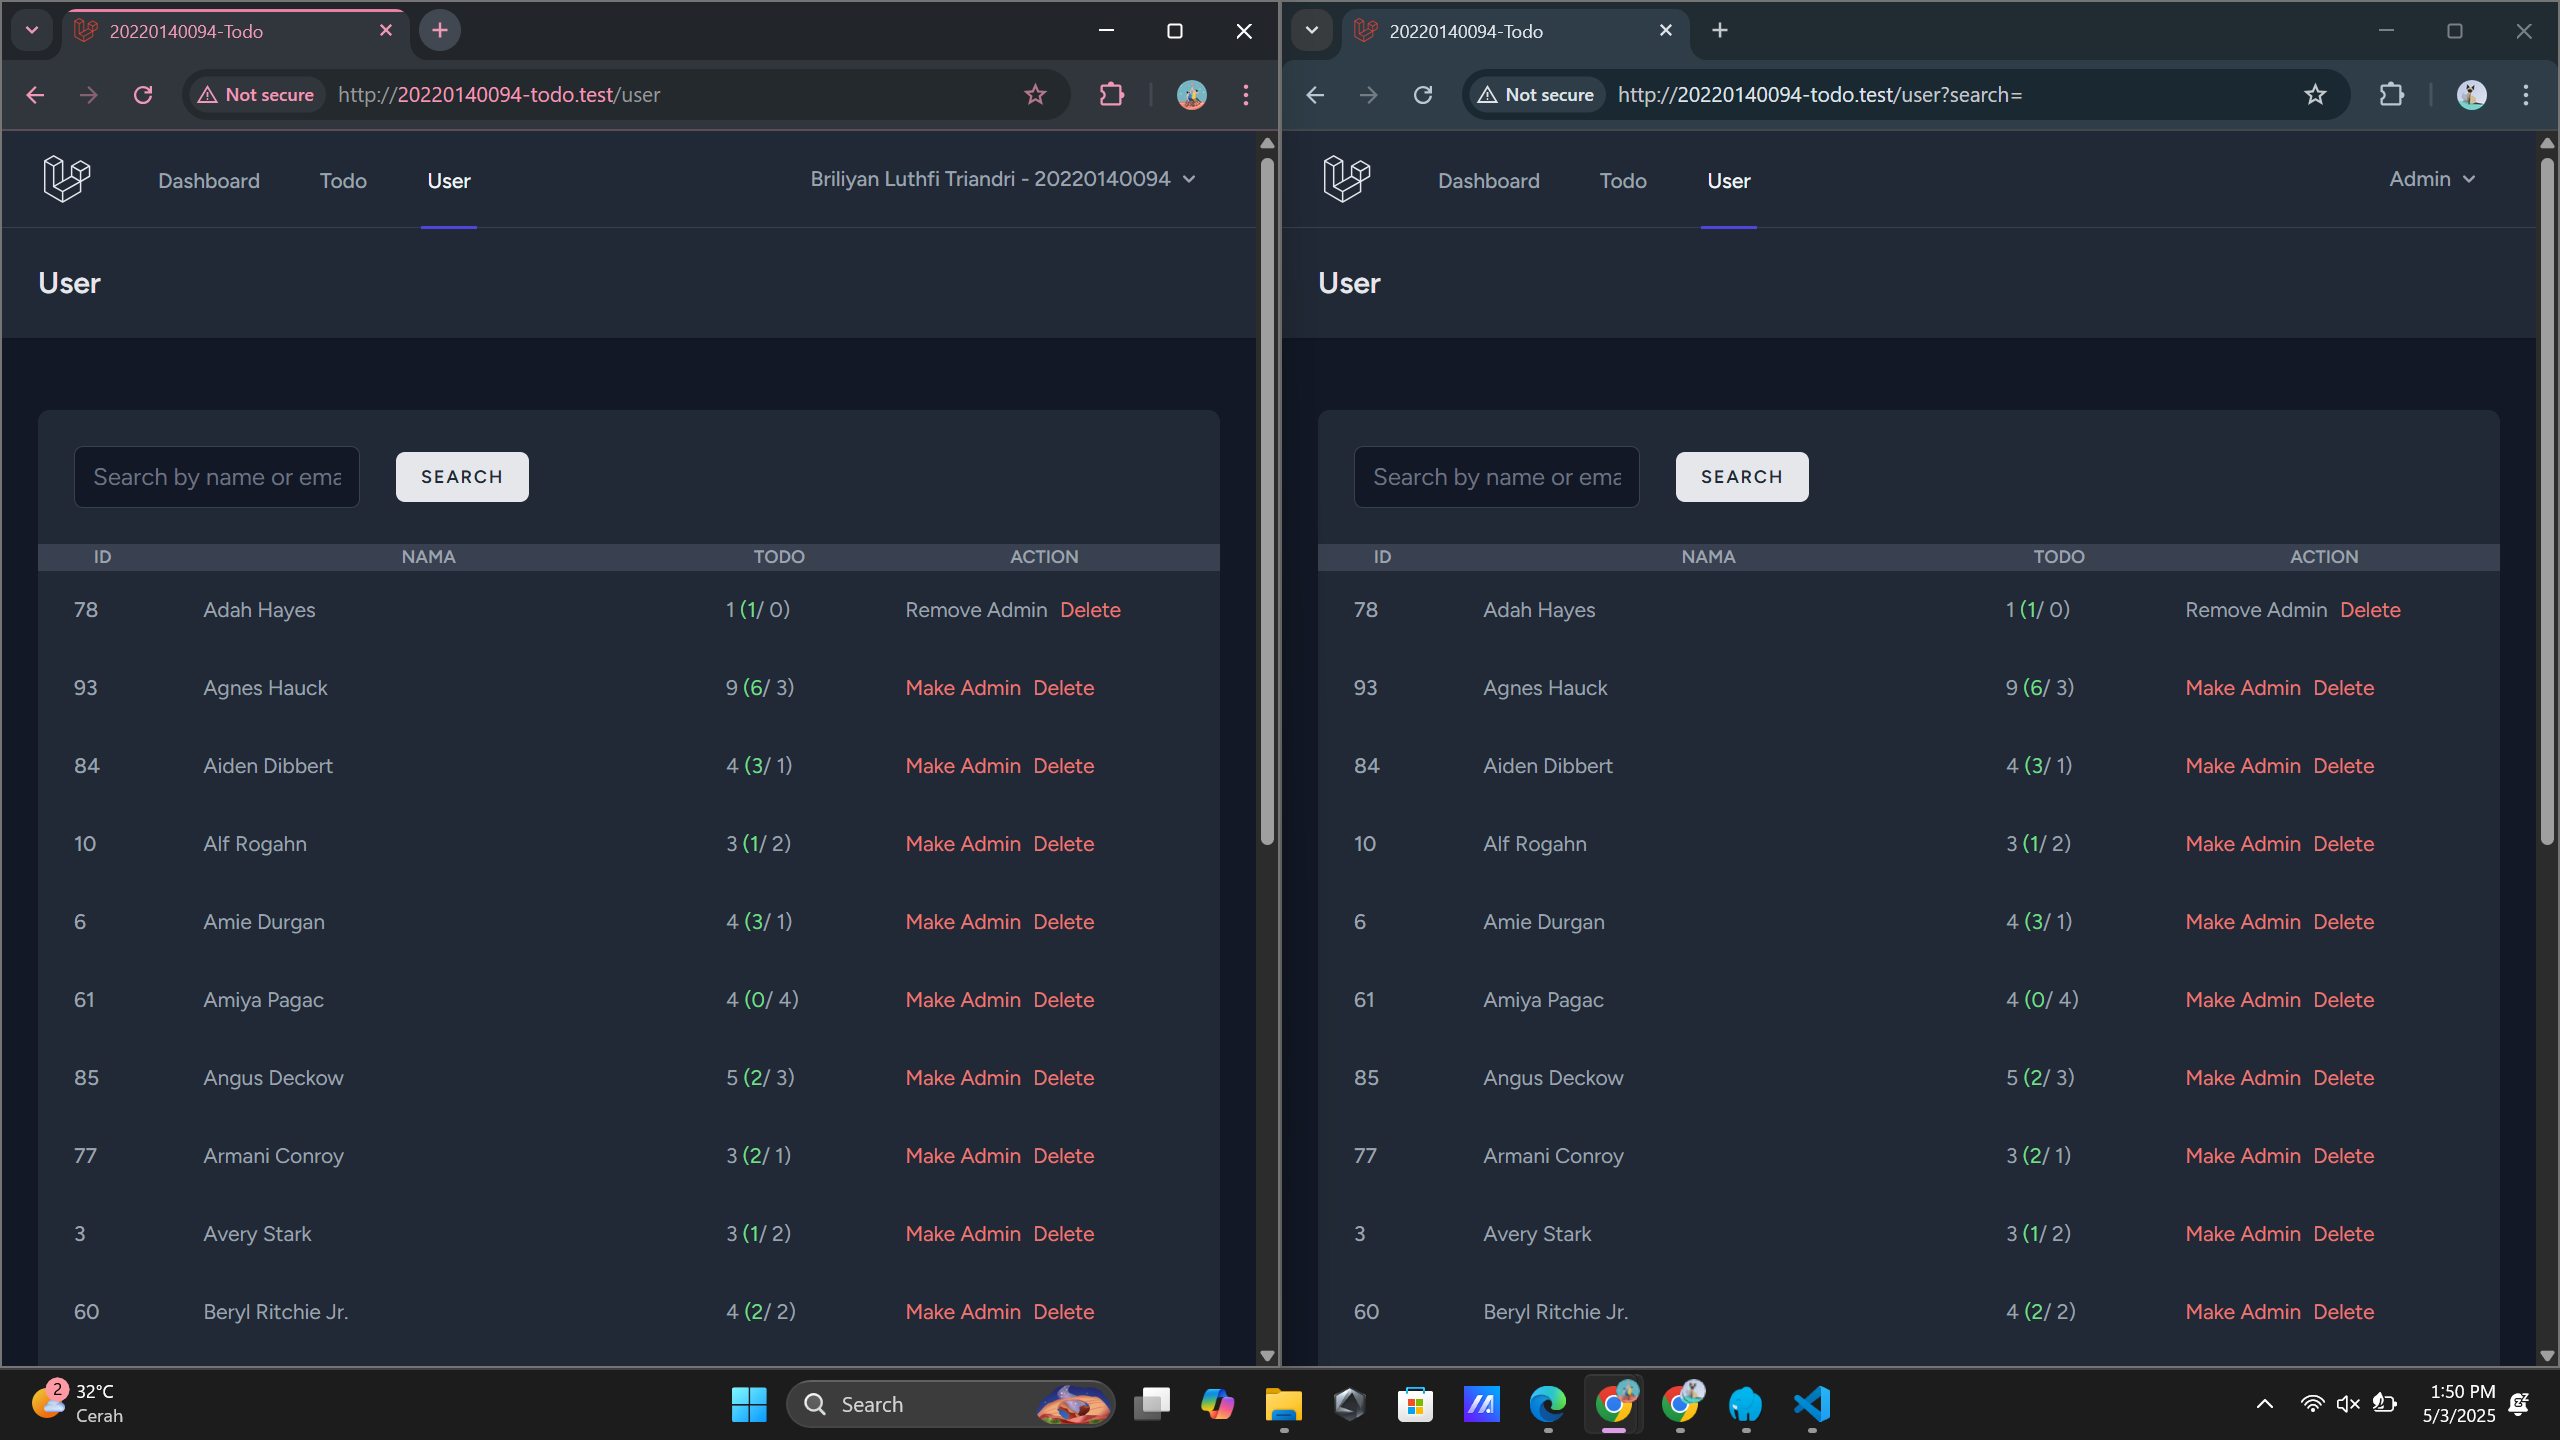 20220140094-Todo
Not secure http://20220140094-todo.test/user
Dashboard Todo User Briliyan Luthfi Triandri - 20220140094
User
Search by name or ema SEARCH
ID NAMA TODO ACTION
78 Adah Hayes 1 (1/ 0) Remove Admin Delete
93 Agnes Hauck 9 (6/ 3) Make Admin Delete
84 Aiden Dibbert 4 (3/ 1) Make Admin Delete
10 Alf Rogahn 3 (1/ 2) Make Admin Delete
6 Amie Durgan 4 (3/ 1) Make Admin Delete
61 Amiya Pagac 4 (0/ 4) Make Admin Delete
85 Angus Deckow 5 (2/ 3) Make Admin Delete
77 Armani Conroy 3 (2/ 1) Make Admin Delete
3 Avery Stark 3 (1/ 2) Make Admin Delete
60 Beryl Ritchie Jr. 4 (2/ 2) Make Admin Delete
20220140094-Todo
Not secure http://20220140094-todo.test/user?search=
Dashboard Todo User Admin
User
Search by name or ema SEARCH
ID NAMA TODO ACTION
78 Adah Hayes 1 (1/ 0) Remove Admin Delete
93 Agnes Hauck 9 (6/ 3) Make Admin Delete
84 Aiden Dibbert 4 (3/ 1) Make Admin Delete
10 Alf Rogahn 3 (1/ 2) Make Admin Delete
6 Amie Durgan 4 (3/ 1) Make Admin Delete
61 Amiya Pagac 4 (0/ 4) Make Admin Delete
85 Angus Deckow 5 (2/ 3) Make Admin Delete
77 Armani Conroy 3 (2/ 1) Make Admin Delete
3 Avery Stark 3 (1/ 2) Make Admin Delete
60 Beryl Ritchie Jr. 4 (2/ 2) Make Admin Delete
2
32°C
Cerah
Search
1:50 PM
5/3/2025